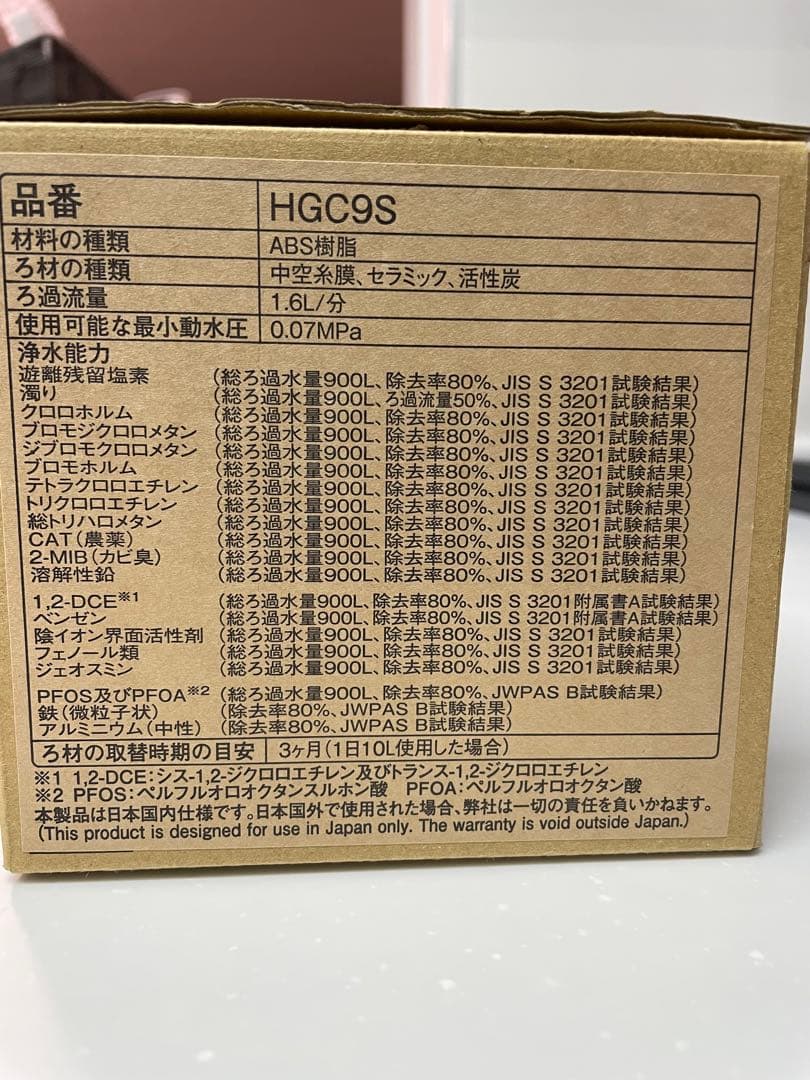 品番 HGC9S
材料の種類 ABS樹脂
ろ材の種類 中空糸膜、セラミック、活性炭
ろ過流量 1.6L/分
使用可能な最小動水圧 0.07MPa
浄水能力
遊離残留塩素 (総ろ過水量900L、除去率80%、JIS S 3201試験結果)
濁り (総ろ過水量900L、ろ過流量50%、JIS S 3201試験結果)
クロロホルム (総ろ過水量900L、除去率80%、JIS S 3201試験結果)
ブロモジクロロメタン (総ろ過水量900L、除去率80%、JIS S 3201試験結果)
ジブロモクロロメタン (総ろ過水量900L、除去率80%、JIS S 3201試験結果)
ブロモホルム (総ろ過水量900L、除去率80%、JIS S 3201試験結果)
テトラクロロエチレン (総ろ過水量900L、除去率80%、JIS S 3201試験結果)
トリクロロエチレン (総ろ過水量900L、除去率80%、JIS S 3201試験結果)
総トリハロメタン (総ろ過水量900L、除去率80%、JIS S 3201試験結果)
CAT(農薬) (総ろ過水量900L、除去率80%、JIS S 3201試験結果)
2-MIB(カビ臭) (総ろ過水量900L、除去率80%、JIS S 3201試験結果)
溶解性鉛 (総ろ過水量900L、除去率80%、JIS S 3201試験結果)
1,2-DCE※1 (総ろ過水量900L、除去率80%、JIS S 3201附属書A試験結果)
ベンゼン (総ろ過水量900L、除去率80%、JIS S 3201附属書A試験結果)
陰イオン界面活性剤 (総ろ過水量900L、除去率80%、JIS S 3201試験結果)
フェノール類 (総ろ過水量900L、除去率80%、JIS S 3201試験結果)
ジェオスミン (総ろ過水量900L、除去率80%、JIS S 3201試験結果)
PFOS及びPFOA※2 (総ろ過水量900L、除去率80%、JWPAS B試験結果)
鉄(微粒子状) (除去率80%、JWPAS B試験結果)
アルミニウム(中性) (除去率80%、JWPAS B試験結果)
ろ材の取替時期の目安 3ヶ月(1日10L使用した場合)
※1 1,2-DCE:シス-1,2-ジクロロエチレン及びトランス-1,2-ジクロロエチレン
※2 PFOS:ペルフルオロオクタンスルホン酸 PFOA:ペルフルオロオクタン酸
本製品は日本国内仕様です。日本国外で使用された場合、弊社は一切の責任を負いかねます。
(This product is designed for use in Japan only. The warranty is void outside Japan.)